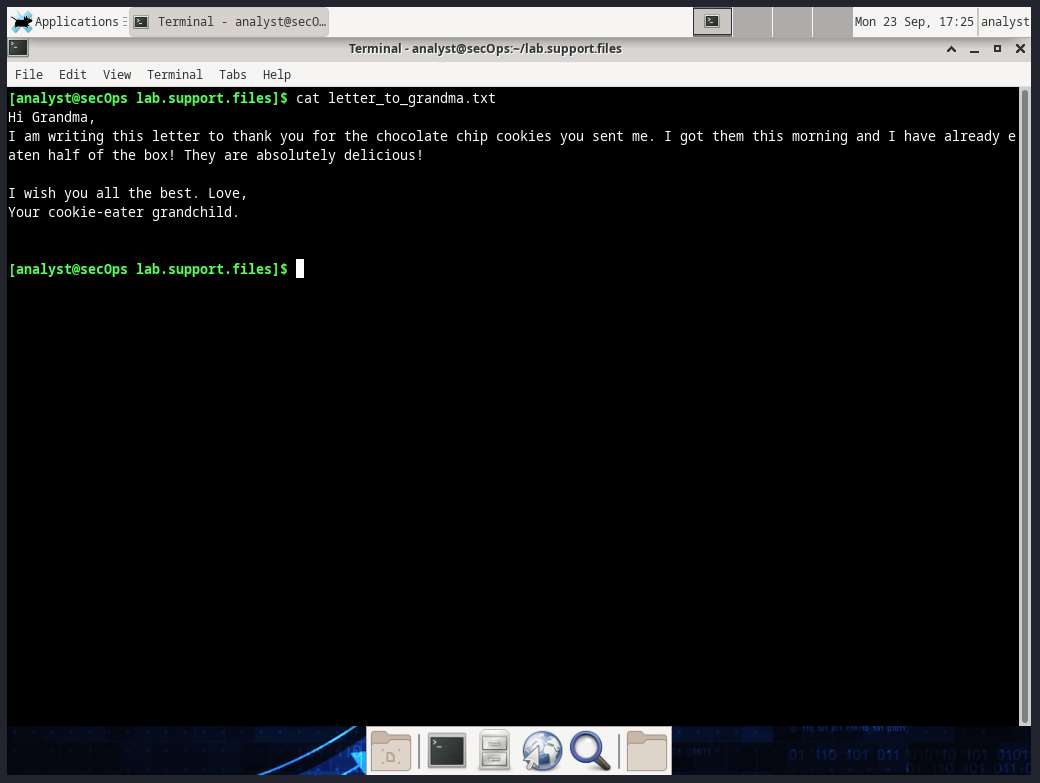 Applications Terminal - analyst@secO... Mon 23 Sep, 17:25 analyst
Terminal - analyst@secOps:~/lab.support.files
File Edit View Terminal Tabs Help
[analyst@secOps lab.support.files]$ cat letter_to_grandma.txt
Hi Grandma,
I am writing this letter to thank you for the chocolate chip cookies you sent me. I got them this morning and I have already e
aten half of the box! They are absolutely delicious!
I wish you all the best. Love,
Your cookie-eater grandchild.
[analyst@secOps lab.support.files]$